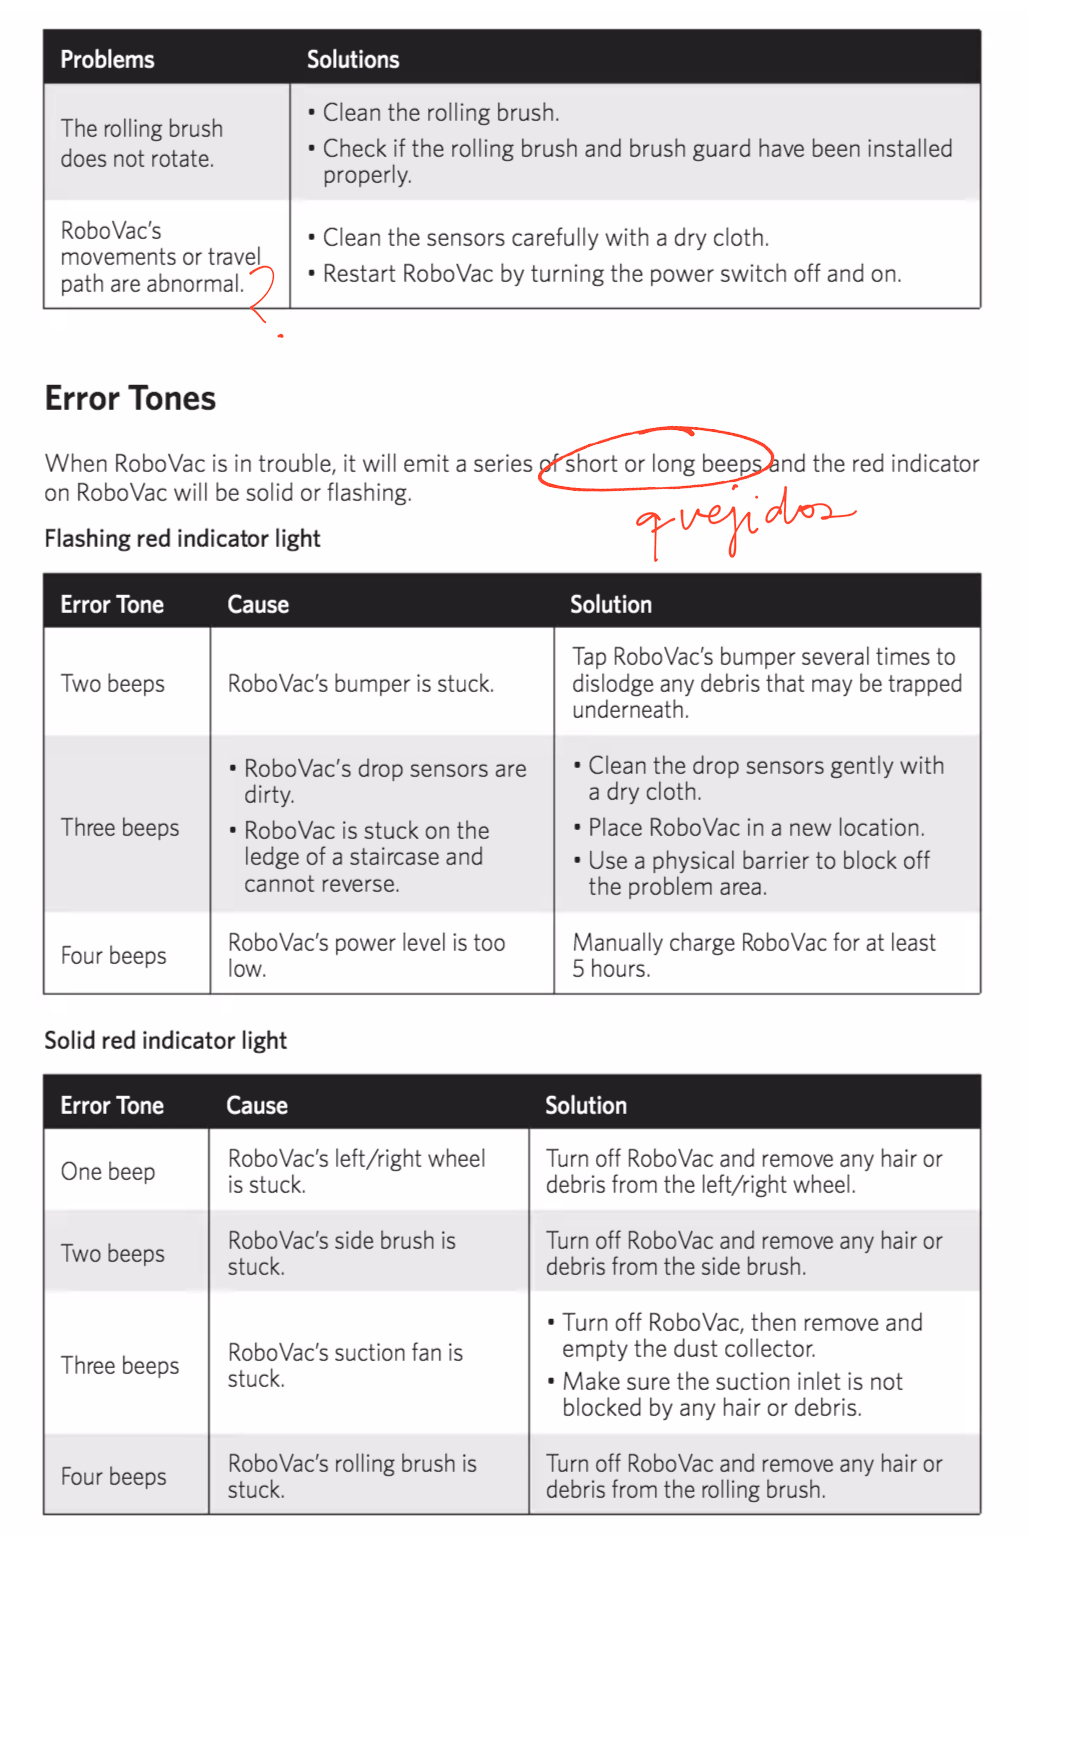 Problems Solutions
The rolling brush
does not rotate.
• Clean the rolling brush.
• Check if the rolling brush and brush guard have been installed
properly.
RoboVac's
movements or travel
path are abnormal.
?
• Clean the sensors carefully with a dry cloth.
• Restart RoboVac by turning the power switch off and on.
Error Tones
When RoboVac is in trouble, it will emit a series of short or long beeps and the red indicator
on RoboVac will be solid or flashing.
quejidos
Flashing red indicator light
Error Tone Cause Solution
Two beeps
RoboVac's bumper is stuck.
Tap RoboVac's bumper several times to
dislodge any debris that may be trapped
underneath.
Three beeps
• RoboVac's drop sensors are
dirty.
• RoboVac is stuck on the
ledge of a staircase and
cannot reverse.
• Clean the drop sensors gently with
a dry cloth.
• Place RoboVac in a new location.
• Use a physical barrier to block off
the problem area.
Four beeps
RoboVac's power level is too
low.
Manually charge RoboVac for at least
5 hours.
Solid red indicator light
Error Tone Cause Solution
One beep
RoboVac's left/right wheel
is stuck.
Turn off RoboVac and remove any hair or
debris from the left/right wheel.
Two beeps
RoboVac's side brush is
stuck.
Turn off RoboVac and remove any hair or
debris from the side brush.
Three beeps
RoboVac's suction fan is
stuck.
• Turn off RoboVac, then remove and
empty the dust collector.
• Make sure the suction inlet is not
blocked by any hair or debris.
Four beeps
RoboVac's rolling brush is
stuck.
Turn off RoboVac and remove any hair or
debris from the rolling brush.